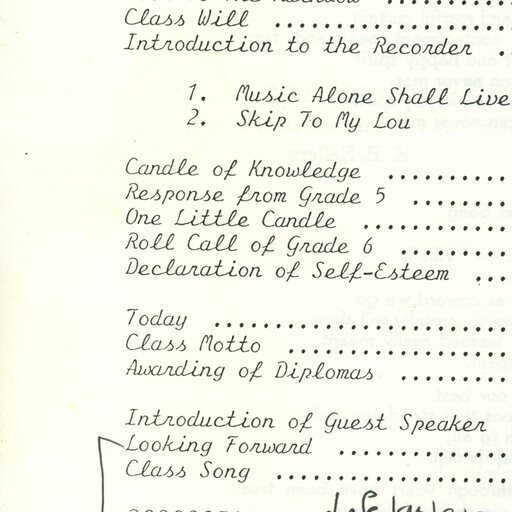 Class Will ..........
Introduction to the Recorder ..
1. Music Alone Shall Live
2. Skip To My Lou
Candle of Knowledge ..........
Response from Grade 5 ........
One Little Candle ............
Roll Call of Grade 6 .........
Declaration of Self-Esteem ...
Today ........................
Class Motto ..................
Awarding of Diplomas .........
Introduction of Guest Speaker
Looking Forward ..............
Class Song ...................